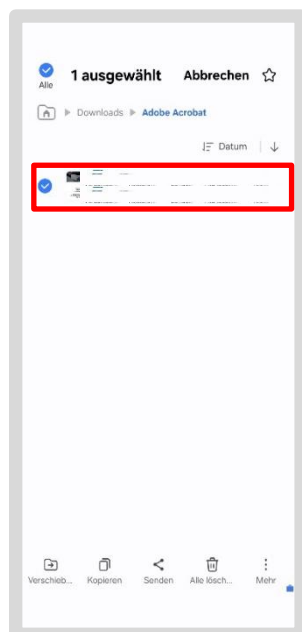 1 ausgewählt Abbrechen
Alle
Downloads Adobe Acrobat
Datum
Verschieb... Kopieren Senden Alle lösch... Mehr